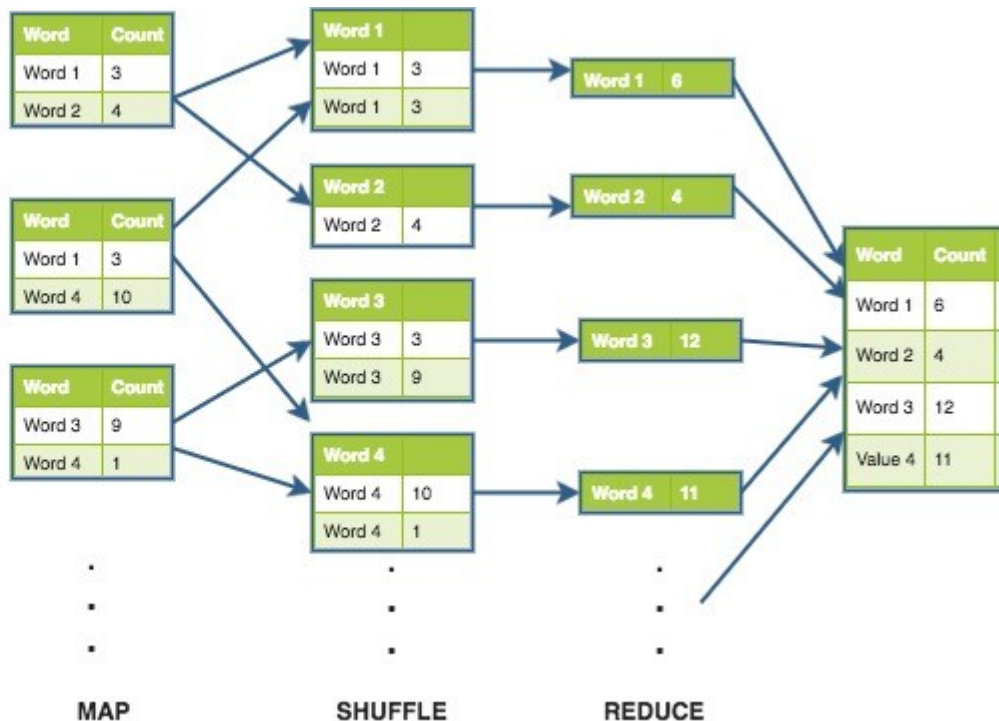 Word Count
Word 1 3
Word 2 4
Word Count
Word 1 3
Word 4 10
Word Count
Word 3 9
Word 4 1
MAP
Word 1
Word 1 3
Word 1 3
Word 2
Word 2 4
Word 3
Word 3 3
Word 3 9
Word 4
Word 4 10
Word 4 1
SHUFFLE
Word 1 6
Word 2 4
Word 3 12
Word 4 11
REDUCE
Word Count
Word 1 6
Word 2 4
Word 3 12
Value 4 11